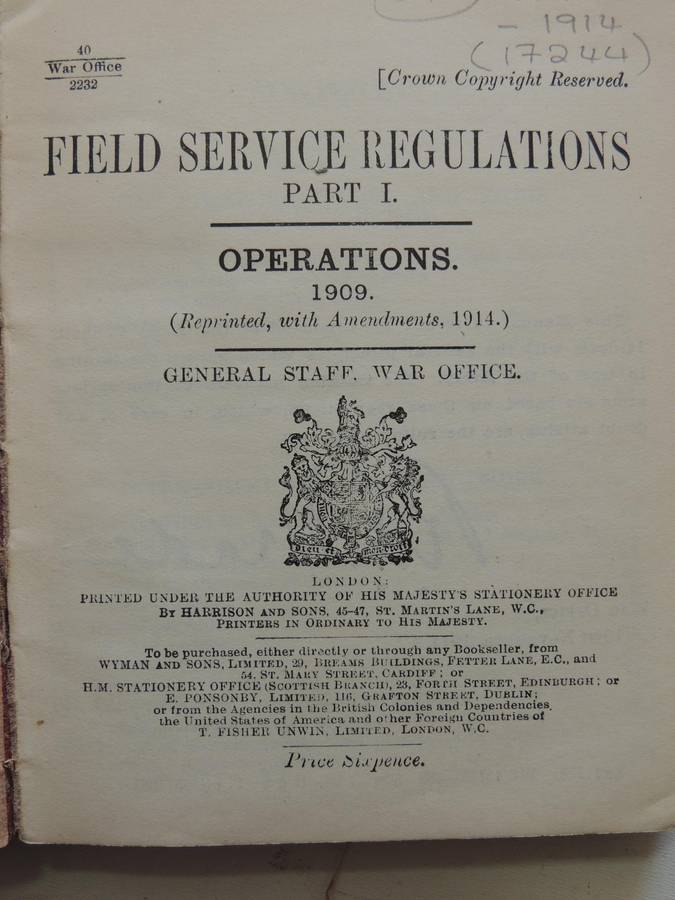 - 1914
(17244)
40
War Office
2232
[Crown Copyright Reserved.
FIELD SERVICE REGULATIONS
PART I.
OPERATIONS.
1909.
(Reprinted, with Amendments, 1914.)
GENERAL STAFF, WAR OFFICE.
DIEU ET MON DROIT
LONDON:
PRINTED UNDER THE AUTHORITY OF HIS MAJESTY'S STATIONERY OFFICE
BY HARRISON AND SONS, 45-47, ST. MARTIN'S LANE, W.C.,
PRINTERS IN ORDINARY TO HIS MAJESTY.
To be purchased, either directly or through any Bookseller, from
WYMAN AND SONS, LIMITED, 29, BREAMS BUILDINGS, FETTER LANE, E.C., and
54, ST. MARY STREET, CARDIFF; or
H.M. STATIONERY OFFICE (SCOTTISH BRANCH), 23, FORTH STREET, EDINBURGH; or
E. PONSONBY, LIMITED, 116, GRAFTON STREET, DUBLIN;
or from the Agencies in the British Colonies and Dependencies,
the United States of America and other Foreign Countries of
T. FISHER UNWIN, LIMITED, LONDON, W.C.
Price Sixpence.